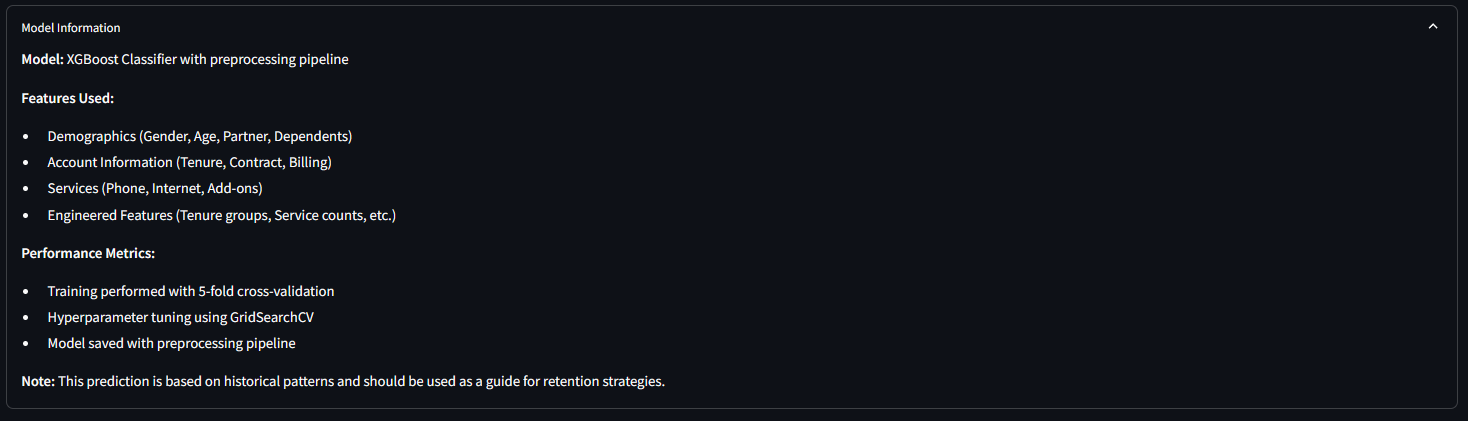 Model Information
Model: XGBoost Classifier with preprocessing pipeline
Features Used:
• Demographics (Gender, Age, Partner, Dependents)
• Account Information (Tenure, Contract, Billing)
• Services (Phone, Internet, Add-ons)
• Engineered Features (Tenure groups, Service counts, etc.)
Performance Metrics:
• Training performed with 5-fold cross-validation
• Hyperparameter tuning using GridSearchCV
• Model saved with preprocessing pipeline
Note: This prediction is based on historical patterns and should be used as a guide for retention strategies.